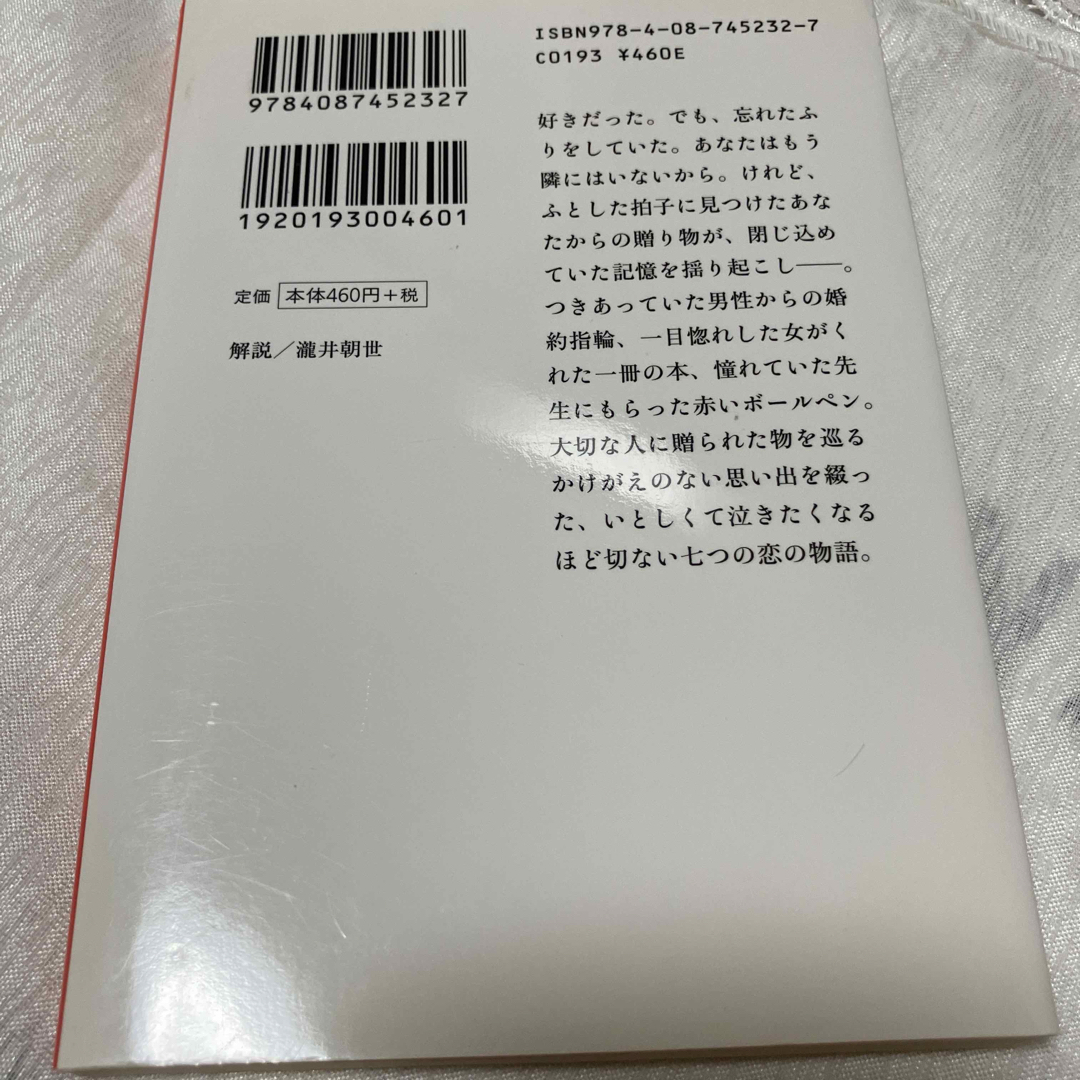 9784087452327
1920193004601
定価 本体460円+税
解説/瀧井朝世
ISBN978-4-08-745232-7
C0193 ¥460E
好きだった。でも、忘れたふ
りをしていた。あなたはもう
隣にはいないから。けれど、
ふとした拍子に見つけたあな
たからの贈り物が、閉じ込め
ていた記憶を揺り起こし――。
つきあっていた男性からの婚
約指輪、一目惚れした女がく
れた一冊の本、憧れていた先
生にもらった赤いボールペン。
大切な人に贈られた物を巡る
かけがえのない思い出を綴っ
た、いとしくて泣きたくなる
ほど切ない七つの恋の物語。